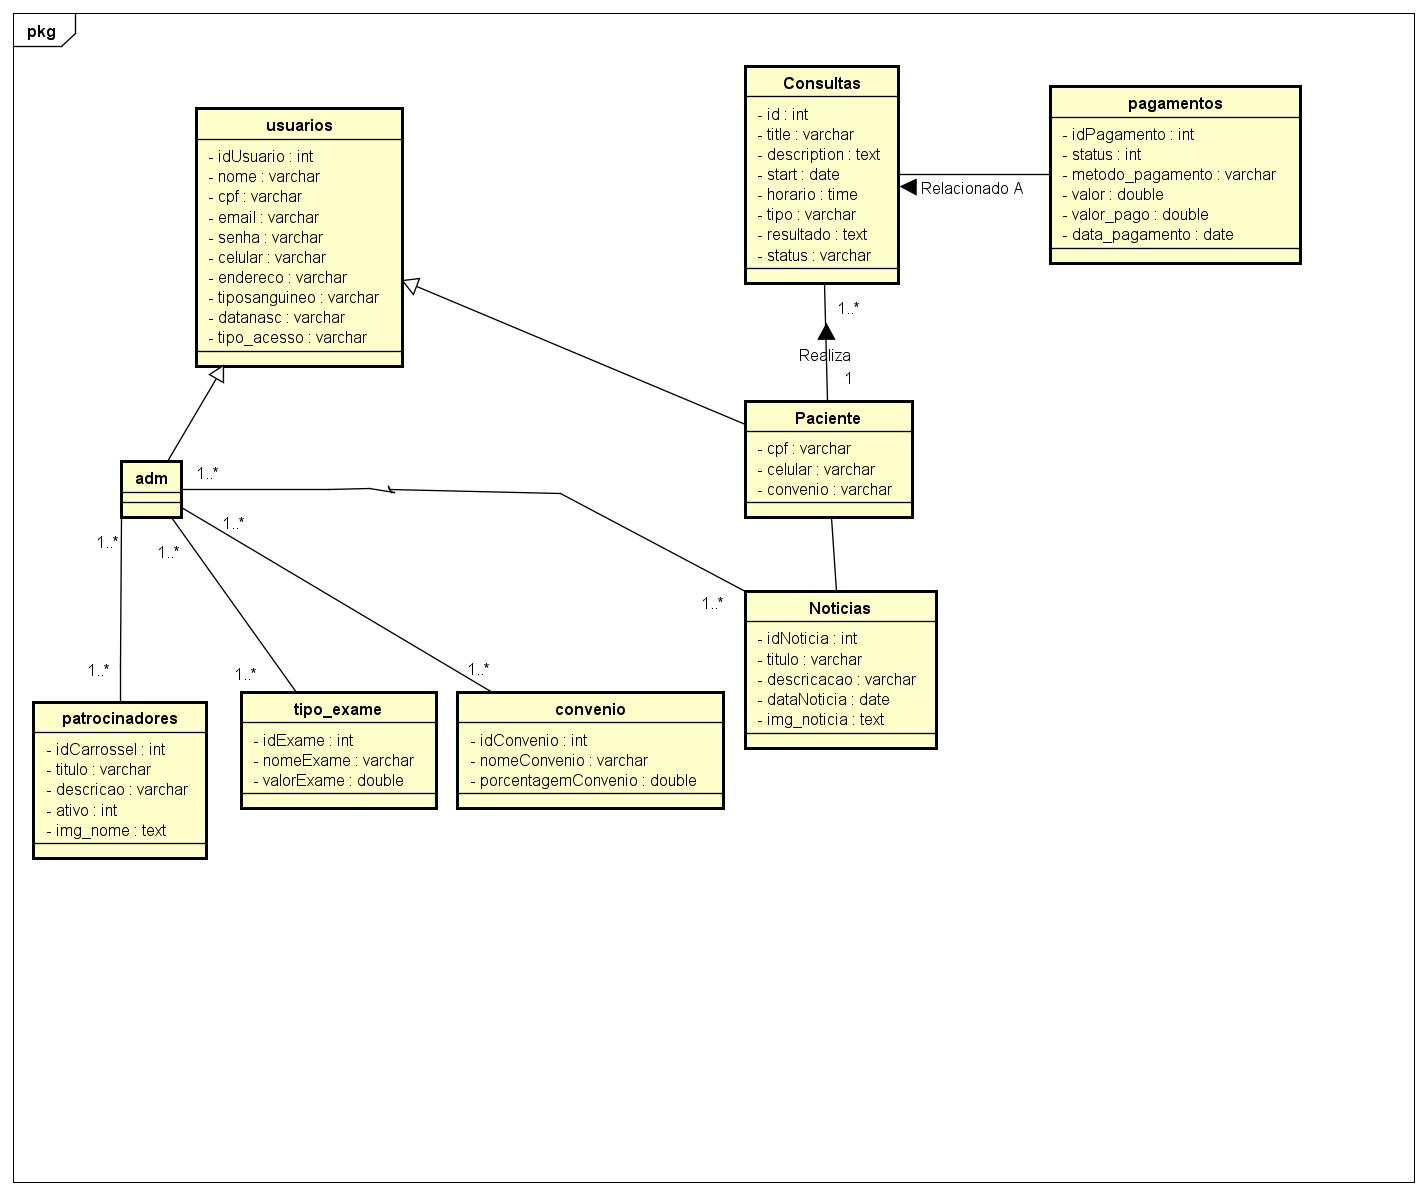 pkg
usuarios
- idUsuario : int
- nome : varchar
- cpf : varchar
- email : varchar
- senha : varchar
- celular : varchar
- endereco : varchar
- tiposanguineo : varchar
- datanasc : varchar
- tipo_acesso : varchar
Consultas
- id : int
- title : varchar
- description : text
- start : date
- horario : time
- tipo : varchar
- resultado : text
- status : varchar
pagamentos
- idPagamento : int
- status : int
- metodo_pagamento : varchar
- valor : double
- valor_pago : double
- data_pagamento : date
Relacionado A
1..*
Realiza
1
Paciente
- cpf : varchar
- celular : varchar
- convenio : varchar
adm
1..*
1..*
1..*
1..*
1..*
1..*
1..*
1..*
Noticias
- idNoticia : int
- titulo : varchar
- descricacao : varchar
- dataNoticia : date
- img_noticia : text
patrocinadores
- idCarrossel : int
- titulo : varchar
- descricao : varchar
- ativo : int
- img_nome : text
tipo_exame
- idExame : int
- nomeExame : varchar
- valorExame : double
convenio
- idConvenio : int
- nomeConvenio : varchar
- porcentagemConvenio : double